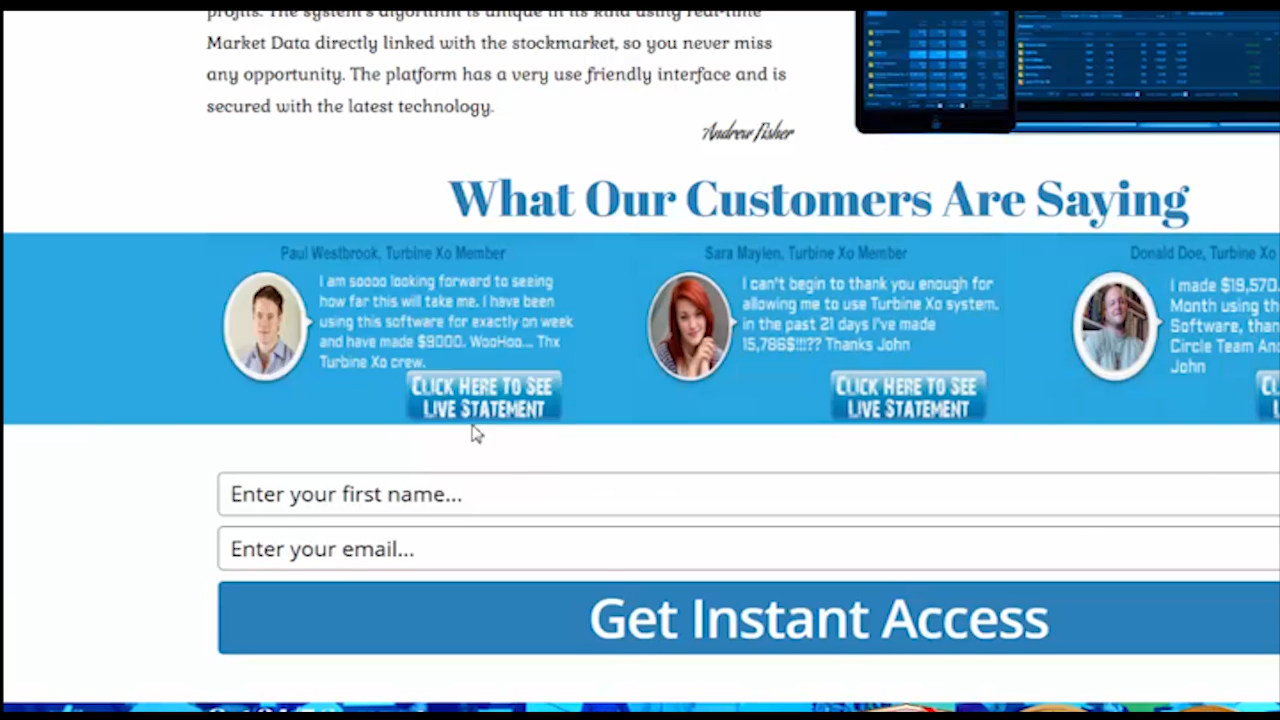 profits. The system's algorithm is unique in its kind using real-time
Market Data directly linked with the stockmarket, so you never miss
any opportunity. The platform has a very use friendly interface and is
secured with the latest technology.
Andrew Fisher
What Our Customers Are Saying
Paul Westbrook, Turbine Xo Member
I am soooo looking forward to seeing
how far this will take me. I have been
using this software for exactly on week
and have made $9000. WooHoo... Thx
Turbine Xo crew.
CLICK HERE TO SEE
LIVE STATEMENT
Sara Maylen, Turbine Xo Member
I can't begin to thank you enough for
allowing me to use Turbine Xo system.
in the past 21 days I've made
15,786$!!!?? Thanks John
CLICK HERE TO SEE
LIVE STATEMENT
Donald Doe, Turbine Xo
I made $19,570.
Month using th
Software, than
Circle Team And
John
CL
LI
Enter your first name...
Enter your email...
Get Instant Access